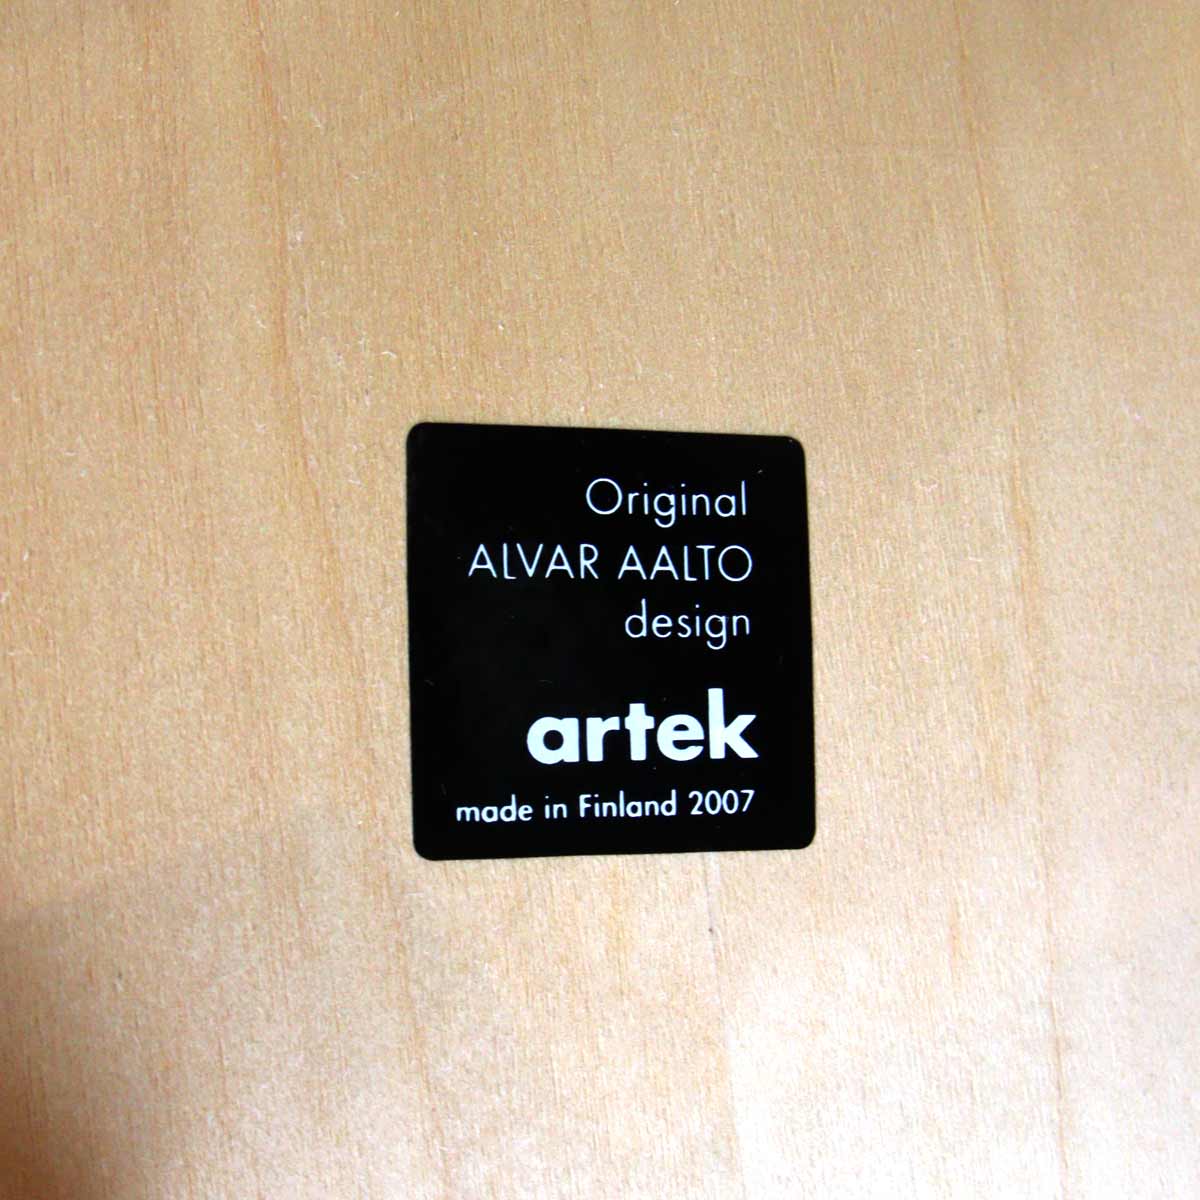 Original
ALVAR AALTO
design
artek
made in Finland 2007